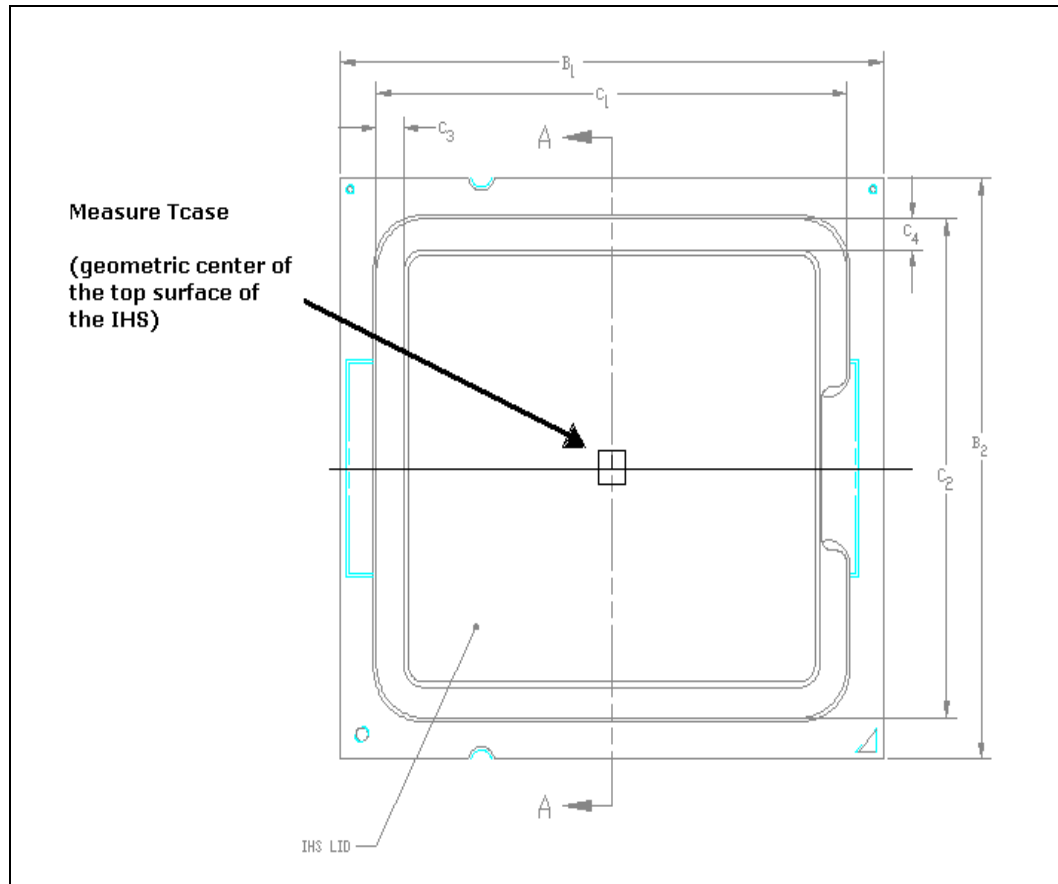 B1
C1
C3
A
Measure Tcase
(geometric center of
the top surface of
the IHS)
C4
B2
C2
A
IHS LID